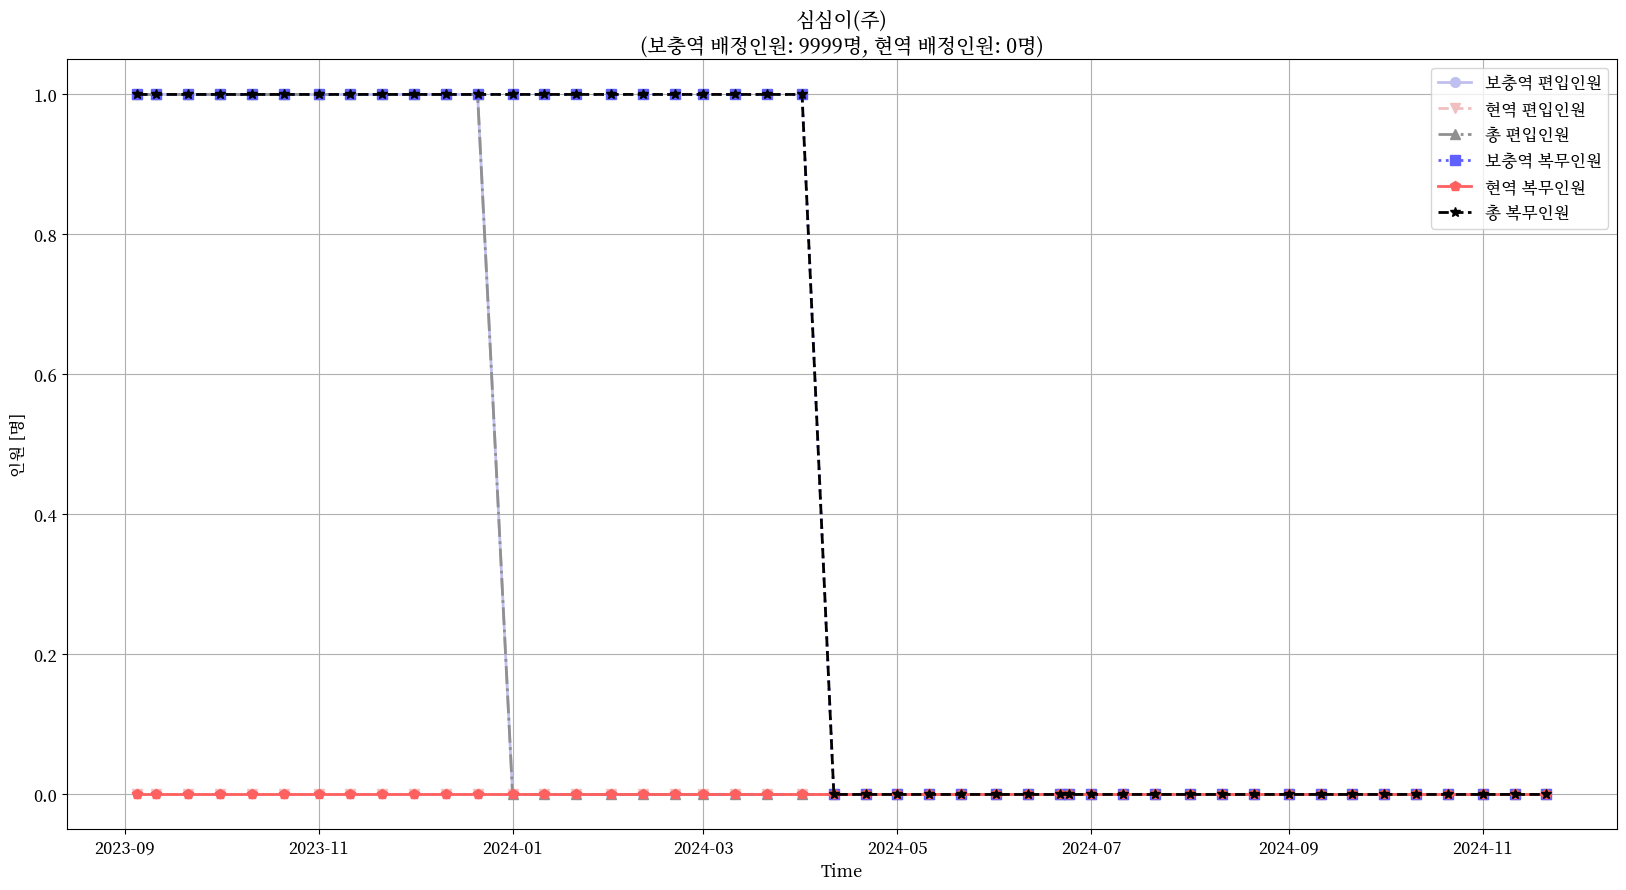 심심이(주)
(보충역 배정인원: 9999명, 현역 배정인원: 0명)
보충역 편입인원
현역 편입인원
총 편입인원
보충역 복무인원
현역 복무인원
총 복무인원
인원 [명]
1.0
0.8
0.6
0.4
0.2
0.0
2023-09
2023-11
2024-01
2024-03
2024-05
2024-07
2024-09
2024-11
Time